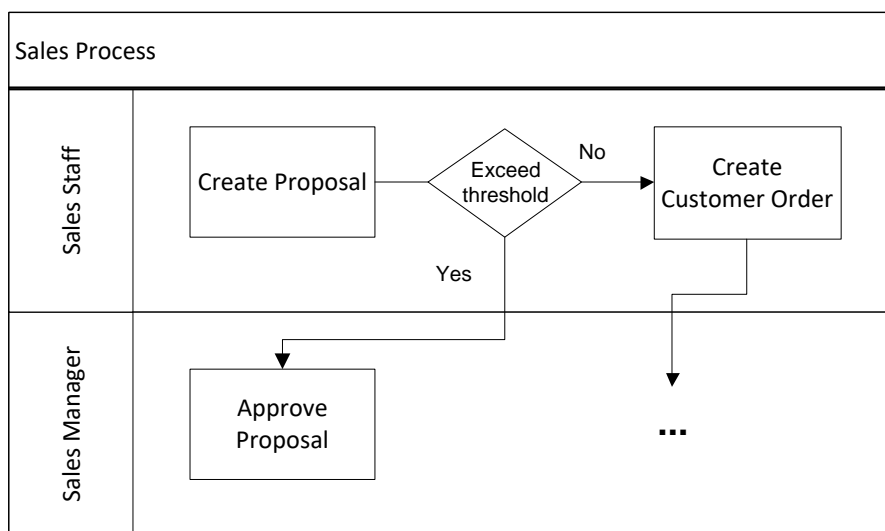 Sales Process
Sales Staff
Create Proposal
Exceed
threshold
No
Create
Customer Order
Yes
Sales Manager
Approve
Proposal
...